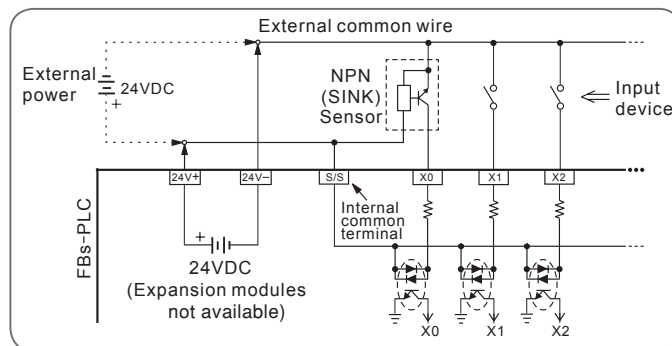 External common wire
External
power
24VDC
+
NPN
(SINK)
Sensor
Input
device
24V+
24V−
S/S
X0
X1
X2
FBs-PLC
+
24VDC
(Expansion modules
not available)
Internal
common
terminal
X0
X1
X2